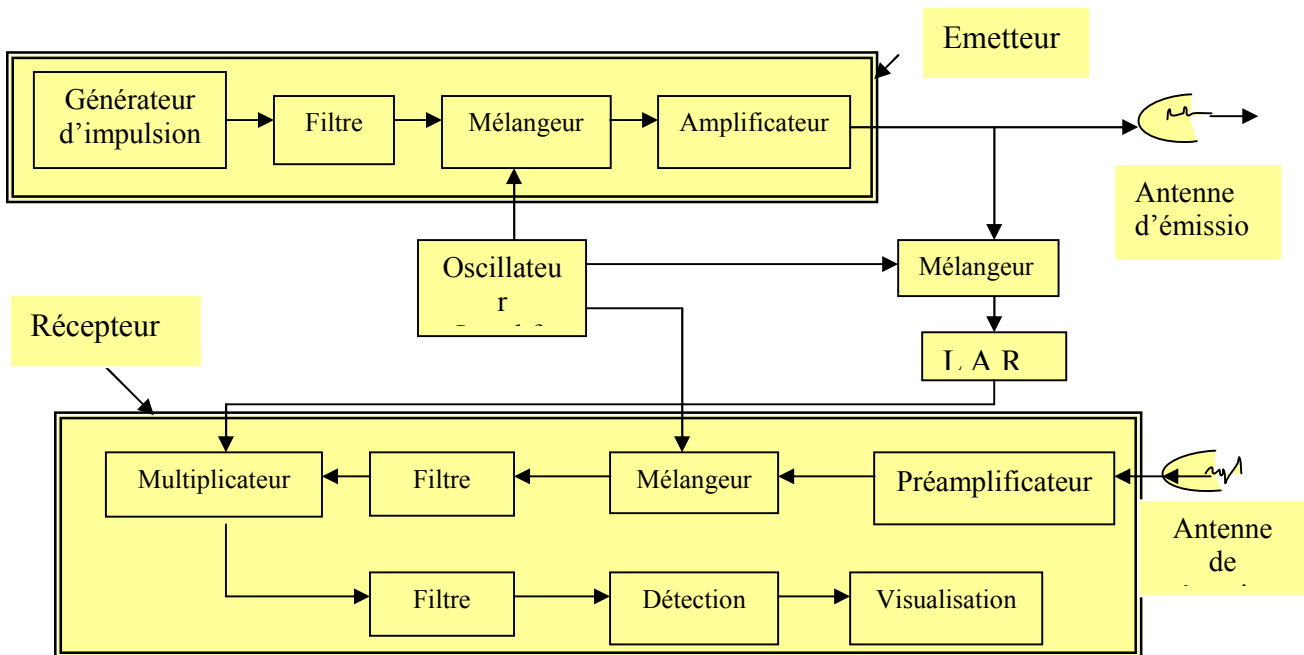 Emetteur
Générateur
d’impulsion
Filtre
Mélangeur
Amplificateur
Antenne
d’émissio
Oscillateu
r
Mélangeur
Récepteur
L A R
Multiplicateur
Filtre
Mélangeur
Préamplificateur
Antenne
de
Filtre
Détection
Visualisation